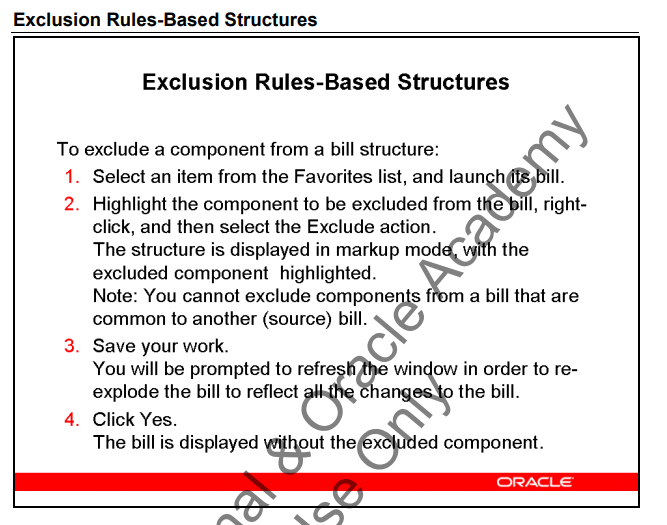 Exclusion Rules-Based Structures
Exclusion Rules-Based Structures
To exclude a component from a bill structure:
1. Select an item from the Favorites list, and launch its bill.
2. Highlight the component to be excluded from the bill, right-
click, and then select the Exclude action.
The structure is displayed in markup mode, with the
excluded component highlighted.
Note: You cannot exclude components from a bill that are
common to another (source) bill.
3. Save your work.
You will be prompted to refresh the window in order to re-
explode the bill to reflect all the changes to the bill.
4. Click Yes.
The bill is displayed without the excluded component.
ORACLE
& Oracle Academy
Use Only